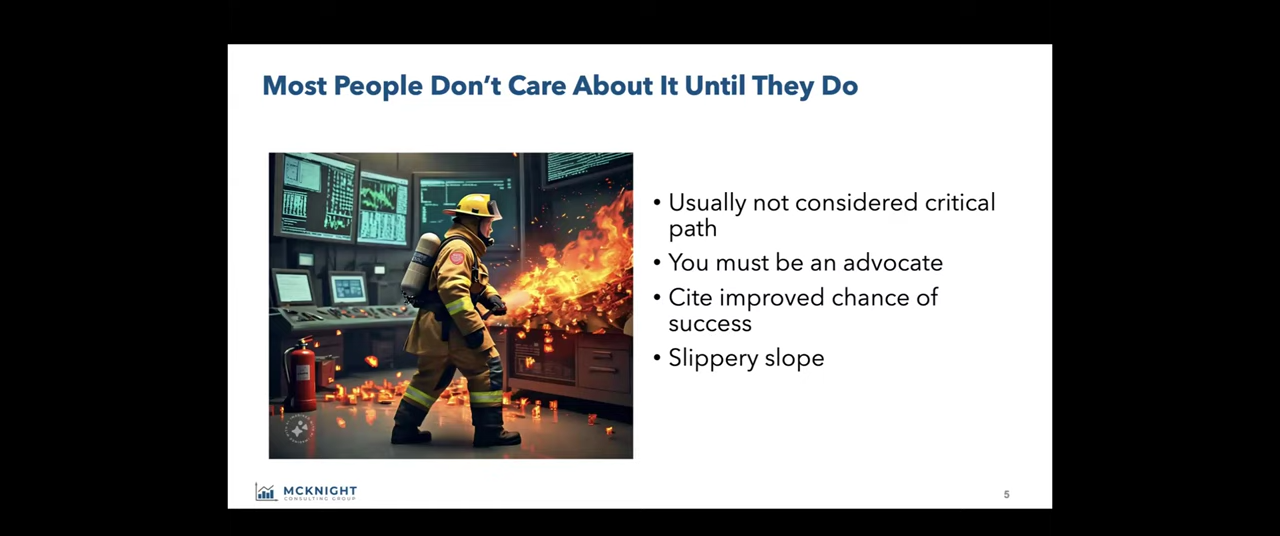 Most People Don't Care About It Until They Do
• Usually not considered critical
path
• You must be an advocate
• Cite improved chance of
success
• Slippery slope
MCKNIGHT
CONSULTING GROUP
5